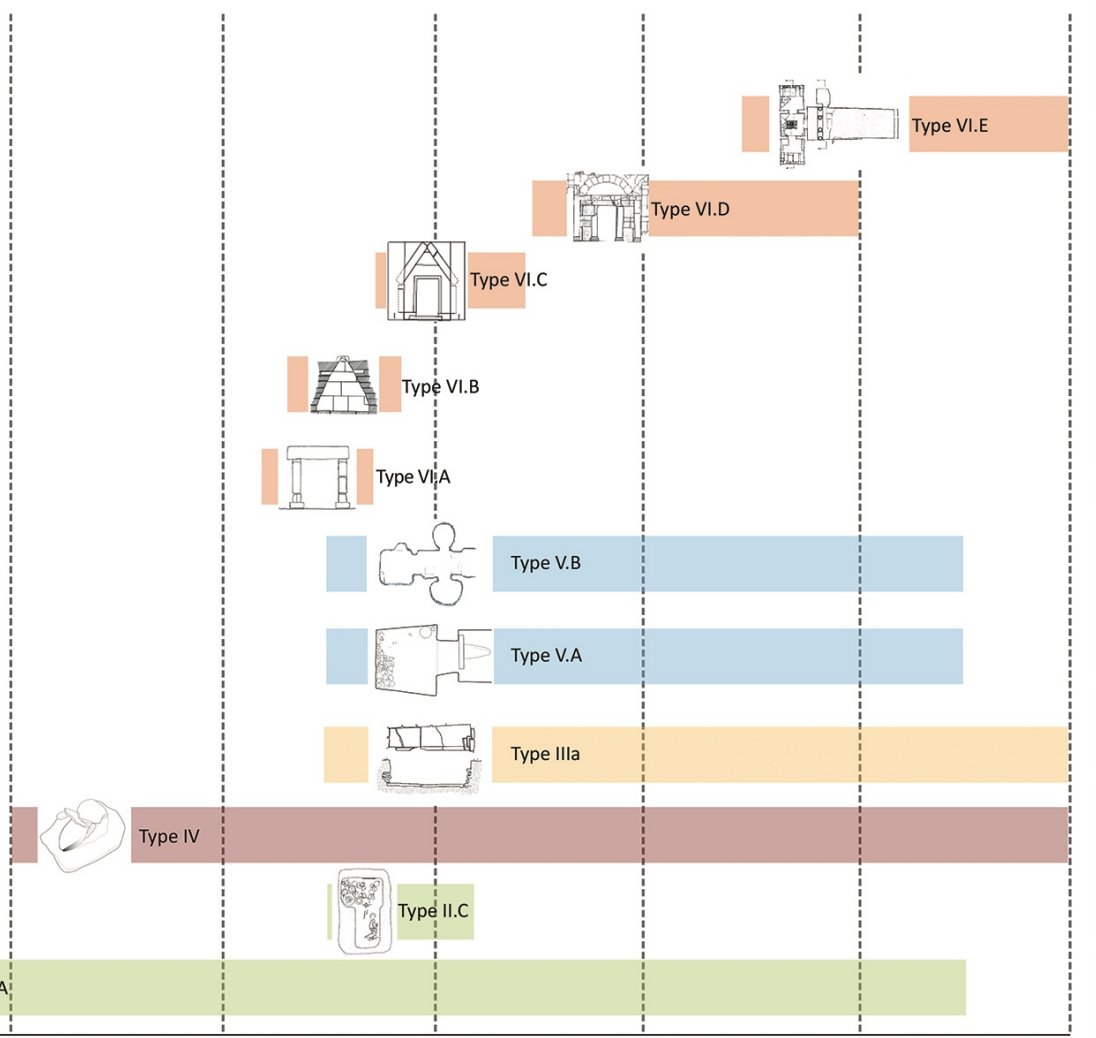 Type VI.E
Type VI.D
Type VI.C
Type VI.B
Type VI.A
Type V.B
Type V.A
Type IIIa
Type IV
Type II.C
A